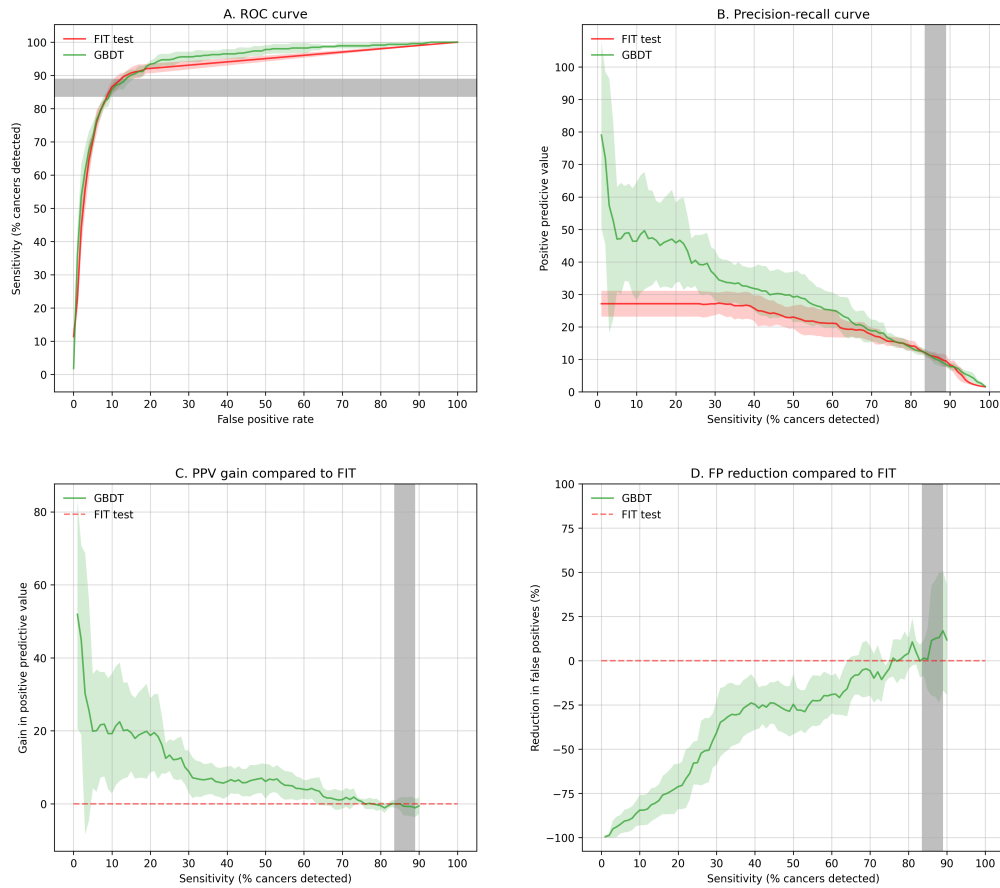 A. ROC curve
FIT test
GBDT
Sensitivity (% cancers detected)
100
90
80
70
60
50
40
30
20
10
0
0 10 20 30 40 50 60 70 80 90 100
False positive rate
B. Precision-recall curve
FIT test
GBDT
Positive predicive value
100
90
80
70
60
50
40
30
20
10
0
0 10 20 30 40 50 60 70 80 90 100
Sensitivity (% cancers detected)
C. PPV gain compared to FIT
GBDT
FIT test
Gain in positive predictive value
80
60
40
20
0
0 10 20 30 40 50 60 70 80 90 100
Sensitivity (% cancers detected)
D. FP reduction compared to FIT
GBDT
FIT test
Reduction in false positives (%)
100
75
50
25
0
−25
−50
−75
−100
0 10 20 30 40 50 60 70 80 90 100
Sensitivity (% cancers detected)